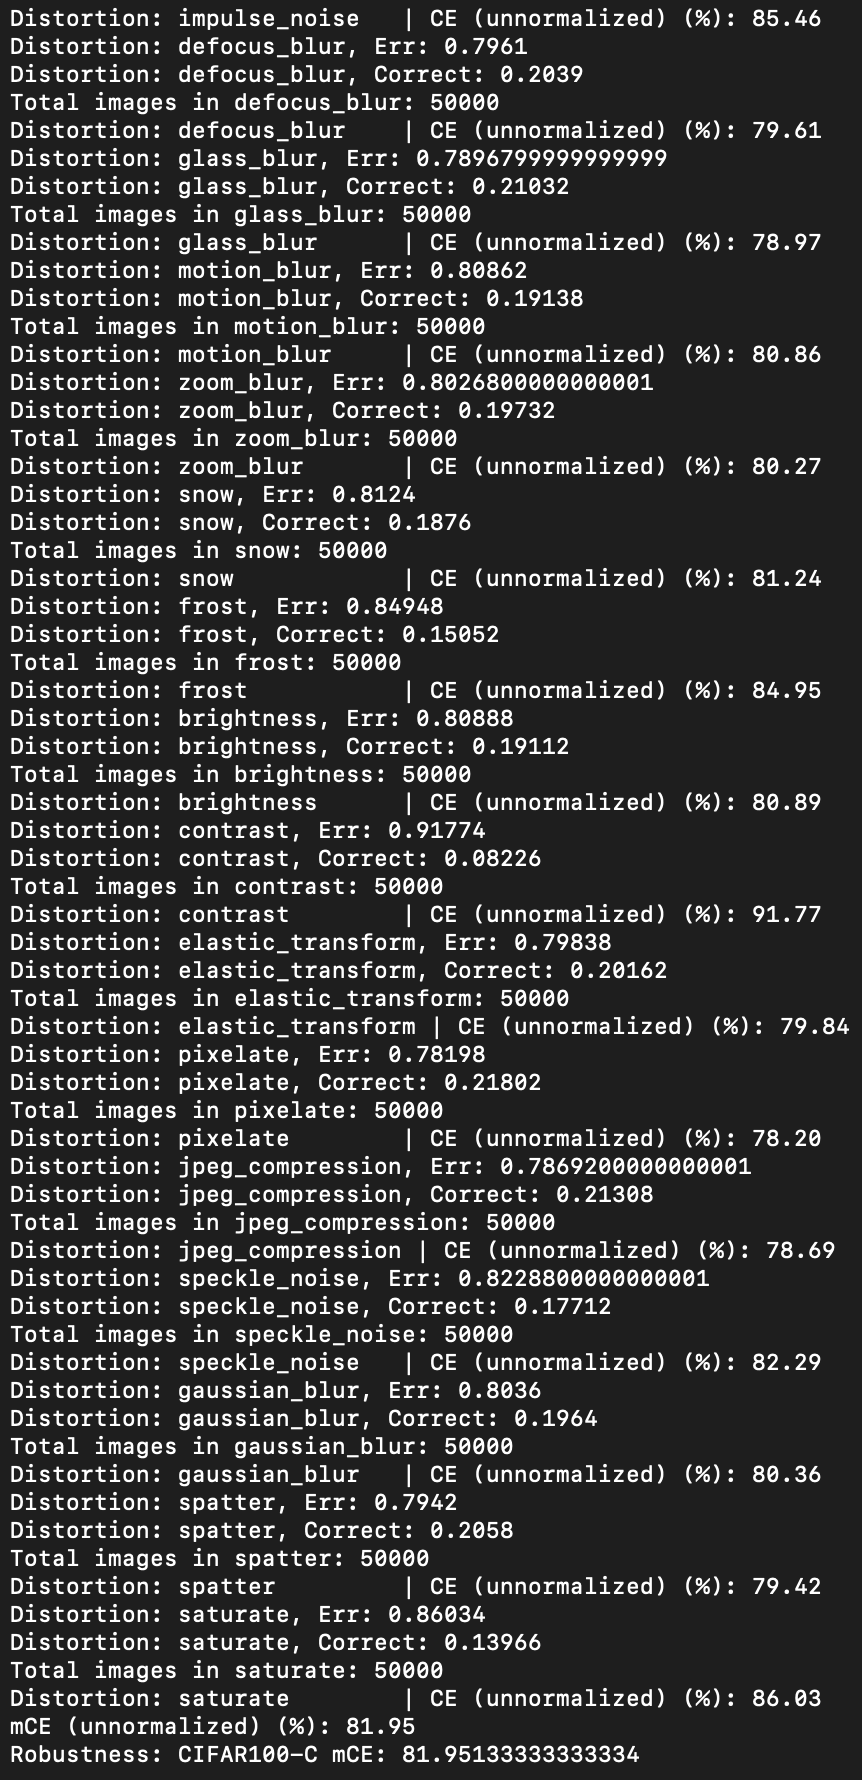 Distortion: impulse_noise   | CE (unnormalized) (%): 85.46
Distortion: defocus_blur, Err: 0.7961
Distortion: defocus_blur, Correct: 0.2039
Total images in defocus_blur: 50000
Distortion: defocus_blur    | CE (unnormalized) (%): 79.61
Distortion: glass_blur, Err: 0.7896799999999999
Distortion: glass_blur, Correct: 0.21032
Total images in glass_blur: 50000
Distortion: glass_blur      | CE (unnormalized) (%): 78.97
Distortion: motion_blur, Err: 0.80862
Distortion: motion_blur, Correct: 0.19138
Total images in motion_blur: 50000
Distortion: motion_blur     | CE (unnormalized) (%): 80.86
Distortion: zoom_blur, Err: 0.8026800000000001
Distortion: zoom_blur, Correct: 0.19732
Total images in zoom_blur: 50000
Distortion: zoom_blur       | CE (unnormalized) (%): 80.27
Distortion: snow, Err: 0.8124
Distortion: snow, Correct: 0.1876
Total images in snow: 50000
Distortion: snow            | CE (unnormalized) (%): 81.24
Distortion: frost, Err: 0.84948
Distortion: frost, Correct: 0.15052
Total images in frost: 50000
Distortion: frost           | CE (unnormalized) (%): 84.95
Distortion: brightness, Err: 0.80888
Distortion: brightness, Correct: 0.19112
Total images in brightness: 50000
Distortion: brightness      | CE (unnormalized) (%): 80.89
Distortion: contrast, Err: 0.91774
Distortion: contrast, Correct: 0.08226
Total images in contrast: 50000
Distortion: contrast        | CE (unnormalized) (%): 91.77
Distortion: elastic_transform, Err: 0.79838
Distortion: elastic_transform, Correct: 0.20162
Total images in elastic_transform: 50000
Distortion: elastic_transform | CE (unnormalized) (%): 79.84
Distortion: pixelate, Err: 0.78198
Distortion: pixelate, Correct: 0.21802
Total images in pixelate: 50000
Distortion: pixelate        | CE (unnormalized) (%): 78.20
Distortion: jpeg_compression, Err: 0.7869200000000001
Distortion: jpeg_compression, Correct: 0.21308
Total images in jpeg_compression: 50000
Distortion: jpeg_compression | CE (unnormalized) (%): 78.69
Distortion: speckle_noise, Err: 0.8228800000000001
Distortion: speckle_noise, Correct: 0.17712
Total images in speckle_noise: 50000
Distortion: speckle_noise   | CE (unnormalized) (%): 82.29
Distortion: gaussian_blur, Err: 0.8036
Distortion: gaussian_blur, Correct: 0.1964
Total images in gaussian_blur: 50000
Distortion: gaussian_blur   | CE (unnormalized) (%): 80.36
Distortion: spatter, Err: 0.7942
Distortion: spatter, Correct: 0.2058
Total images in spatter: 50000
Distortion: spatter         | CE (unnormalized) (%): 79.42
Distortion: saturate, Err: 0.86034
Distortion: saturate, Correct: 0.13966
Total images in saturate: 50000
Distortion: saturate        | CE (unnormalized) (%): 86.03
mCE (unnormalized) (%): 81.95
Robustness: CIFAR100-C mCE: 81.95133333333334